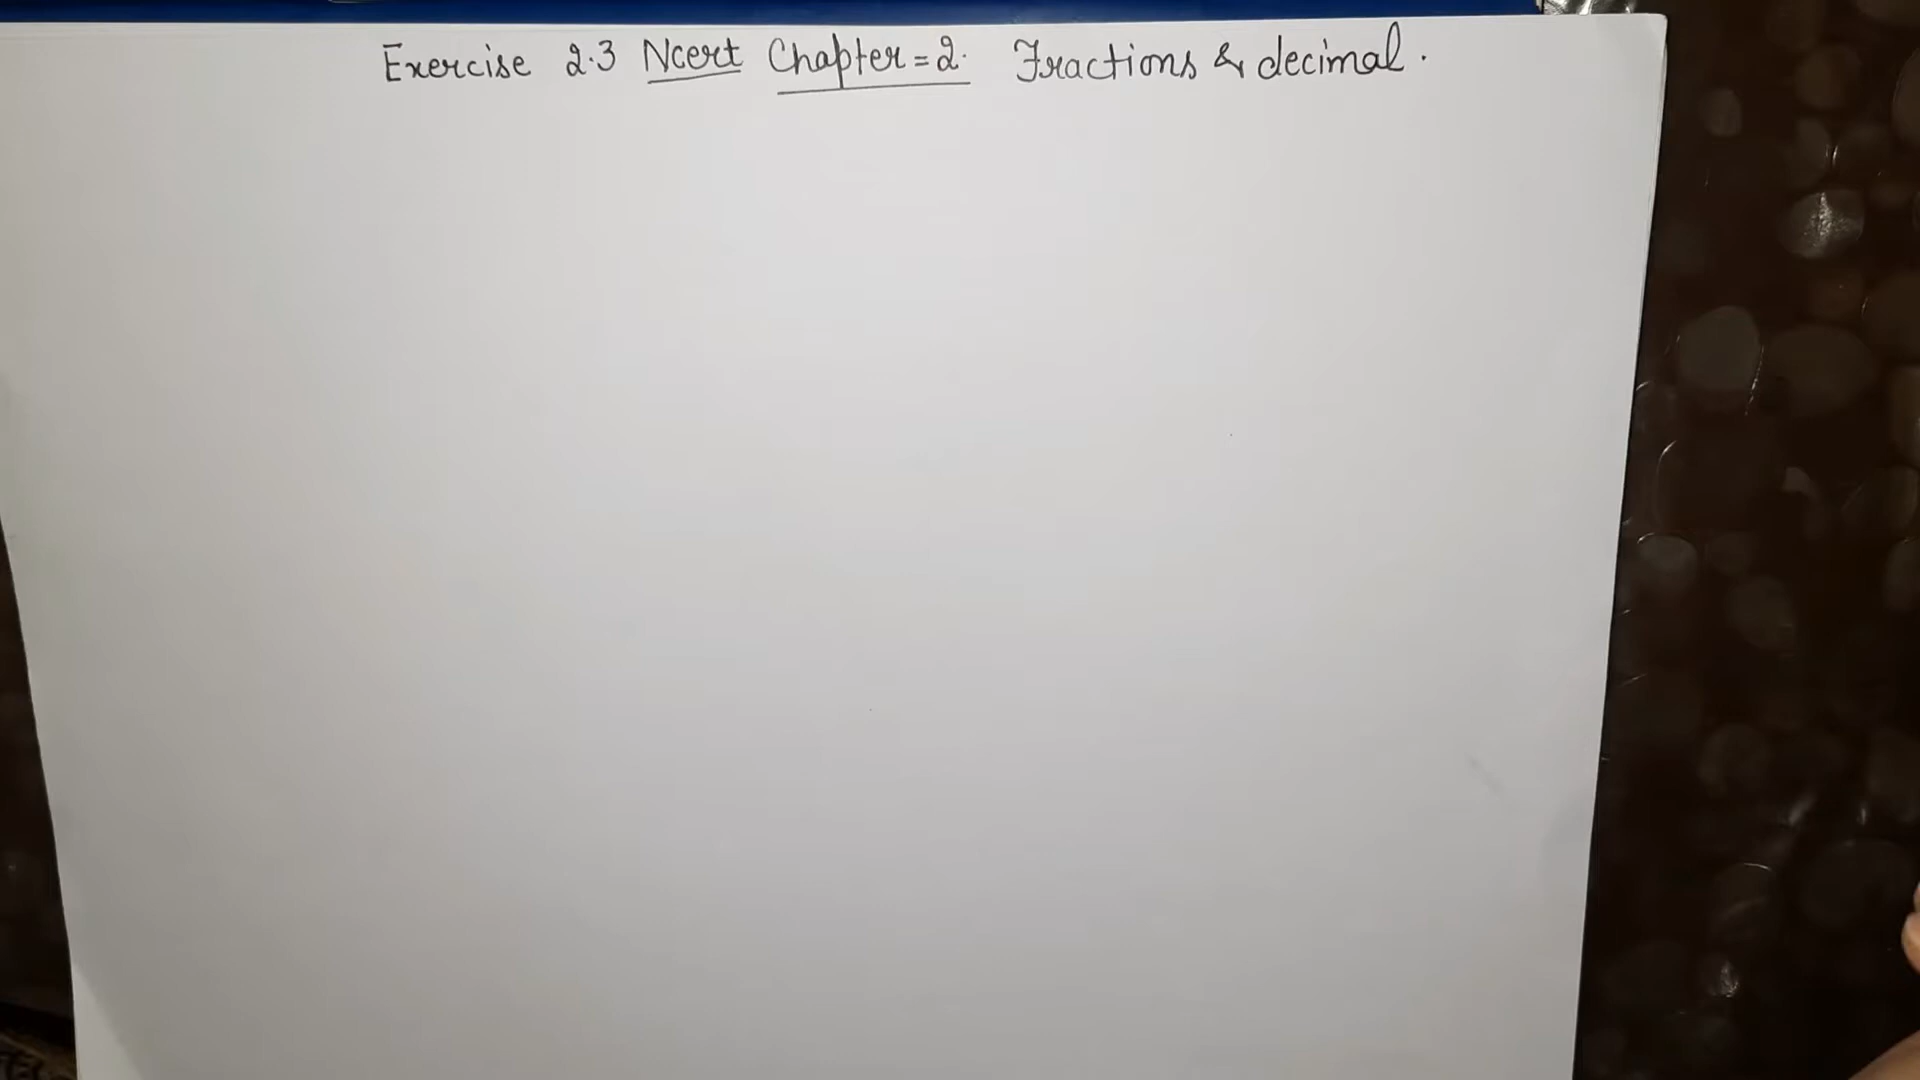 Exercise 2.3 Ncert Chapter = 2. Fractions & decimal.